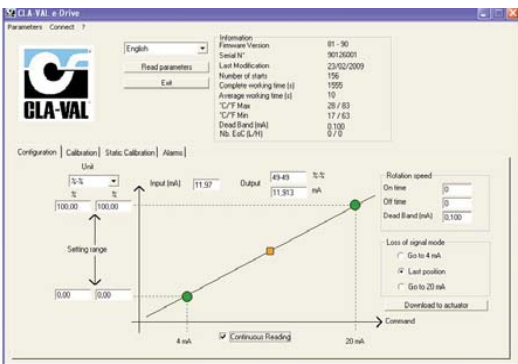 CLA-VAL e Drive
Parameters Connect ?
CLA-VAL
English
Read parameters
Exit
Information
Firmware Version 81 - 90
Serial N° 90126001
Last Modification 23/02/2009
Number of starts 156
Complete working time (s) 1555
Average working time (s) 10
°C/°F Max 28 / 83
°C/°F Min 17 / 63
Dead Band (mA) 0.100
Nb. EoC (L/H) 0 / 0
Configuration Calibration Static Calibration Alarms
Unit
%-%
% %
100,00 100,00
Setting range
0,00 0,00
Input (mA) 11,97
Output 49-49 %-%
11,913 mA
4 mA
20 mA
Command
Continuous Reading
Rotation speed
On time 0
Off time 0
Dead Band (mA) 0,100
Loss of signal mode
Go to 4 mA
Last position
Go to 20 mA
Download to actuator